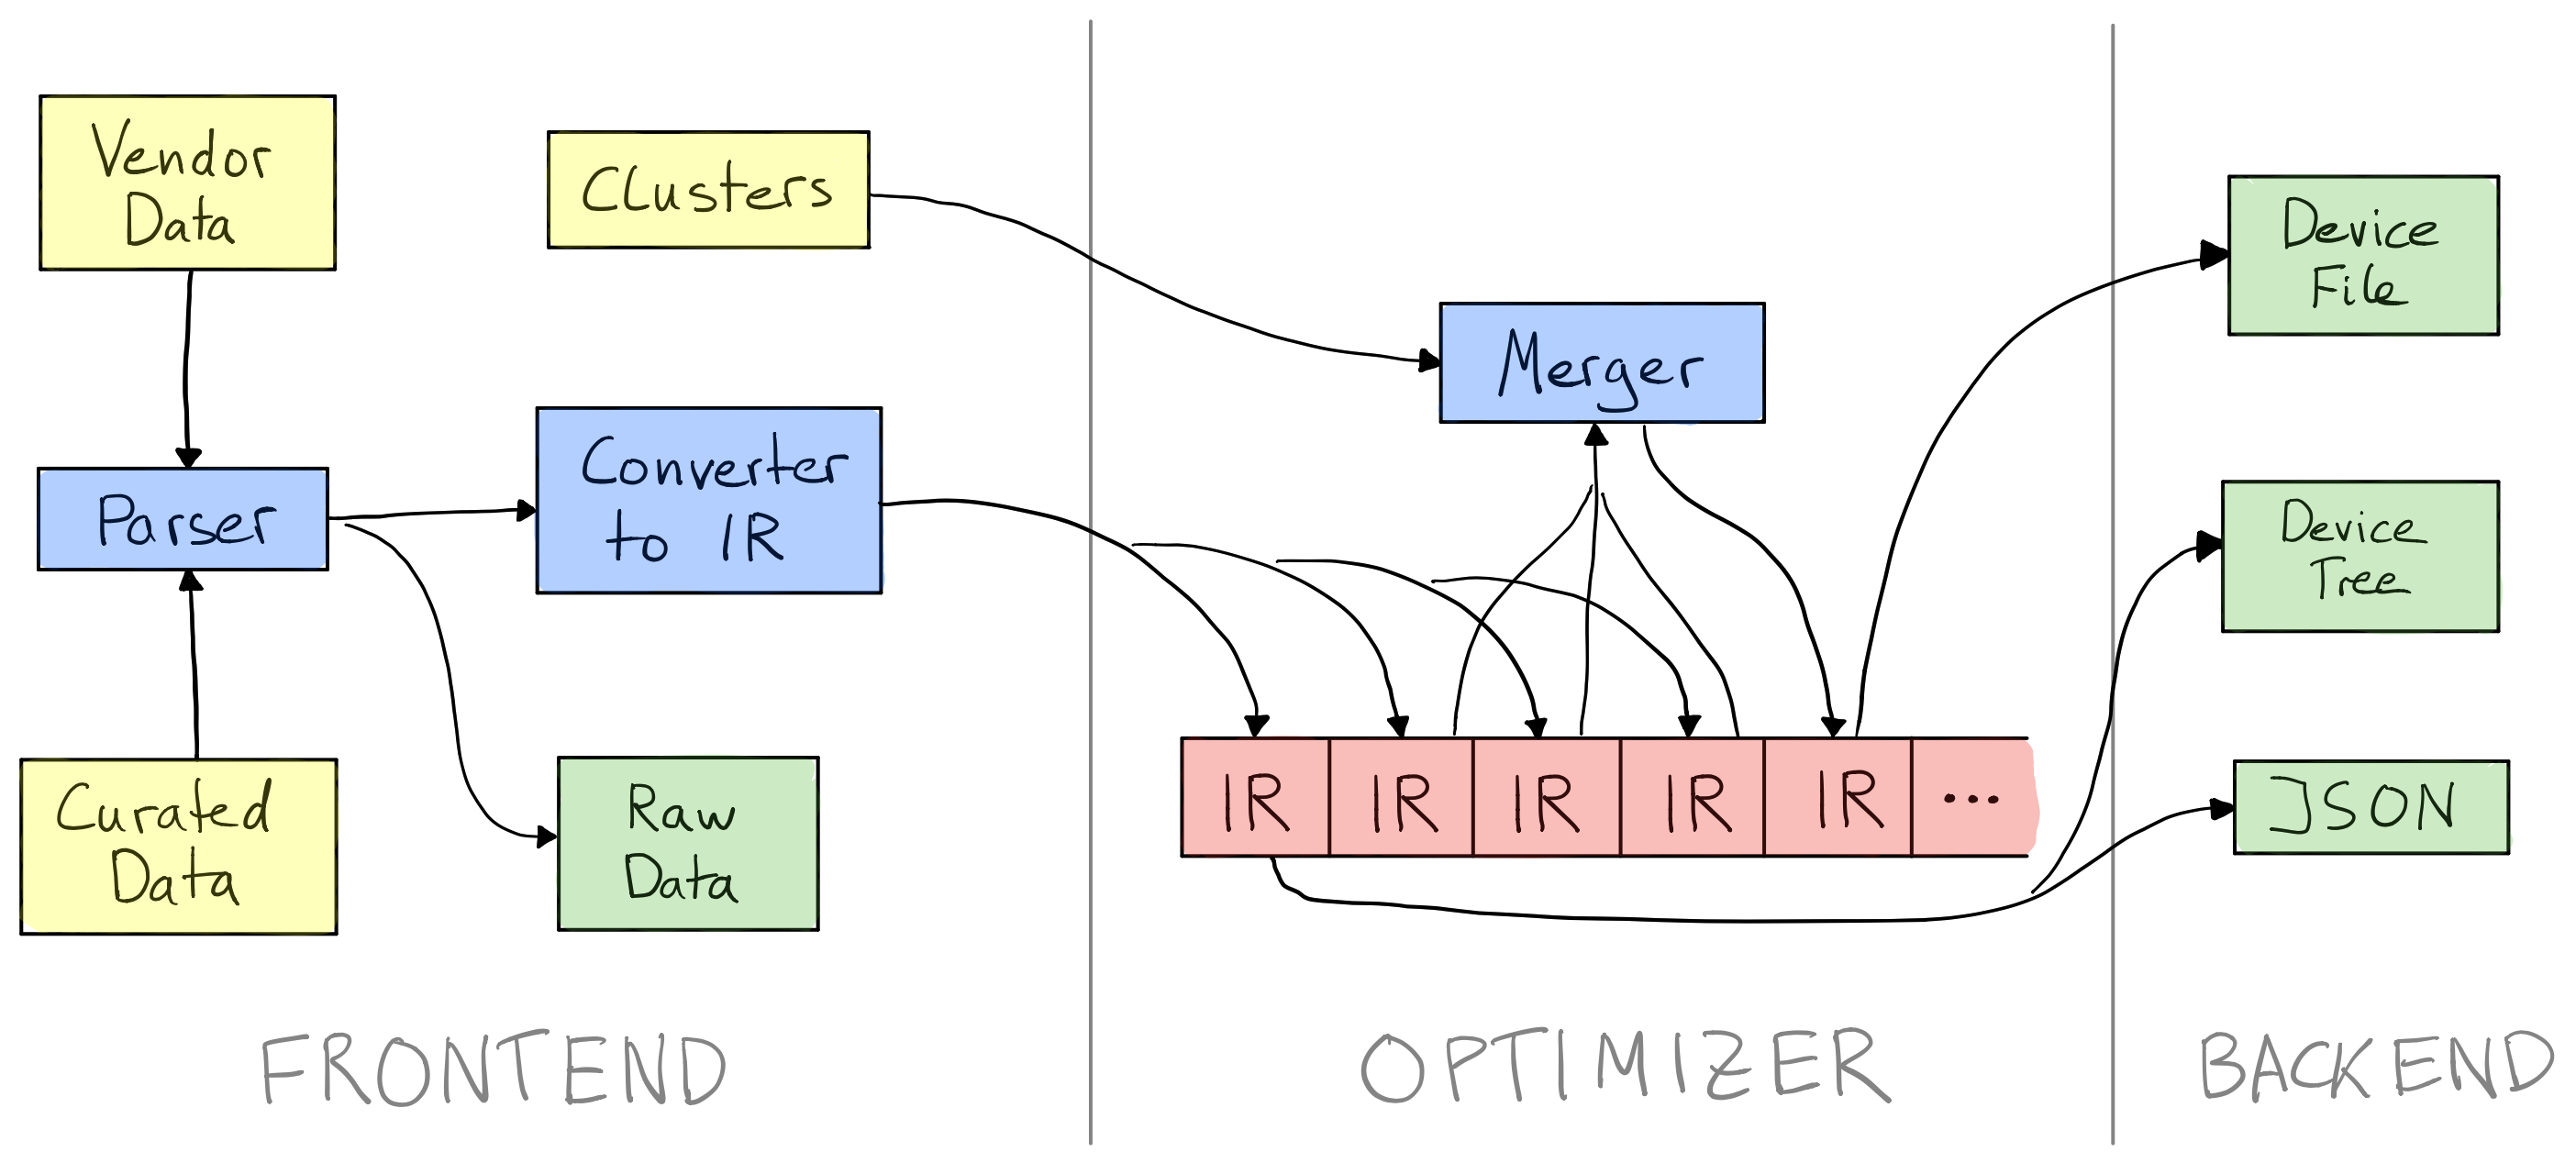 Vendor
Data
CLusters
Parser
Converter
to IR
Curated
Data
Raw
Data
FRONTEND
Merger
IR IR IR IR IR ...
OPTIMIZER
Device
File
Device
Tree
JSON
BACKEND